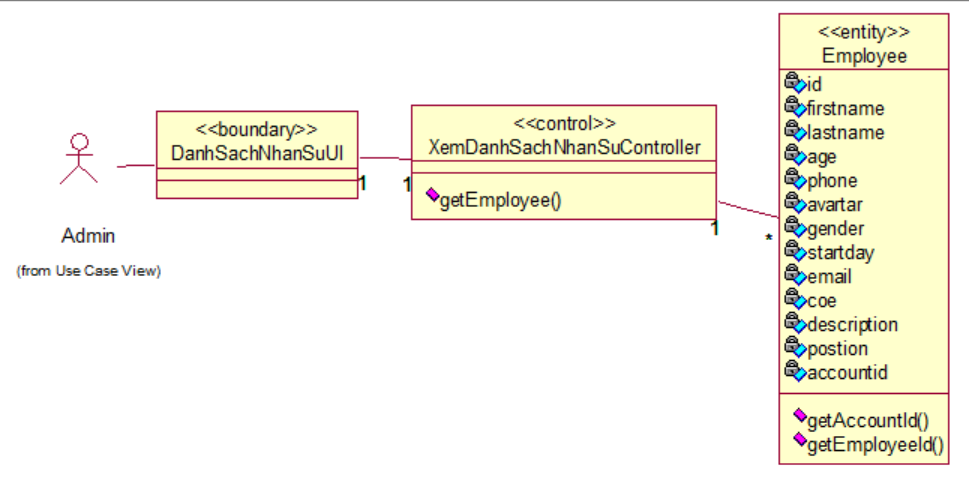 Admin
(from Use Case View)
<<boundary>>
DanhSachNhanSuUI
1
1
<<control>>
XemDanhSachNhanSuController
getEmployee()
1
*
<<entity>>
Employee
id
firstname
lastname
age
phone
avartar
gender
startday
email
coe
description
postion
accountid
getAccountId()
getEmployeeId()